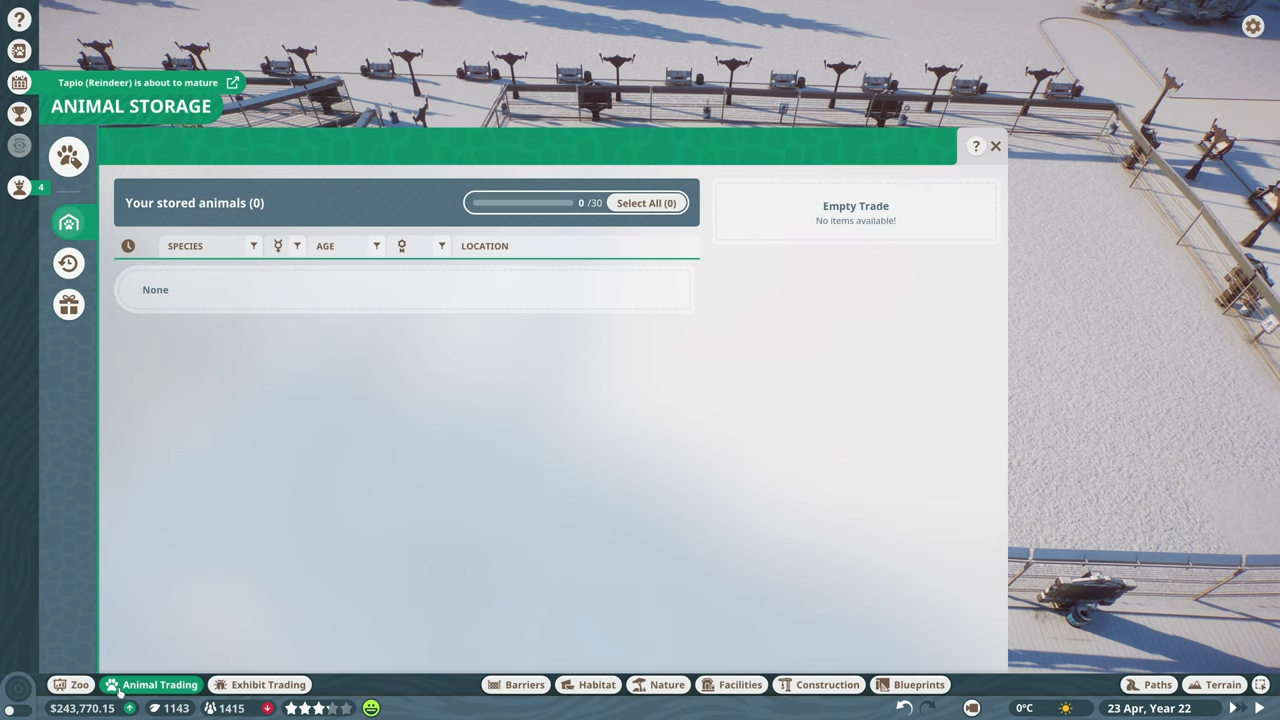 ?
Tapio (Reindeer) is about to mature
ANIMAL STORAGE
?
4
Your stored animals (0)
0 /30
Select All (0)
Empty Trade
No items available!
SPECIES
AGE
LOCATION
None
Zoo
Animal Trading
Exhibit Trading
Barriers
Habitat
Nature
Facilities
Construction
Blueprints
Paths
Terrain
$243,770.15
1143
1415
0°C
23 Apr, Year 22